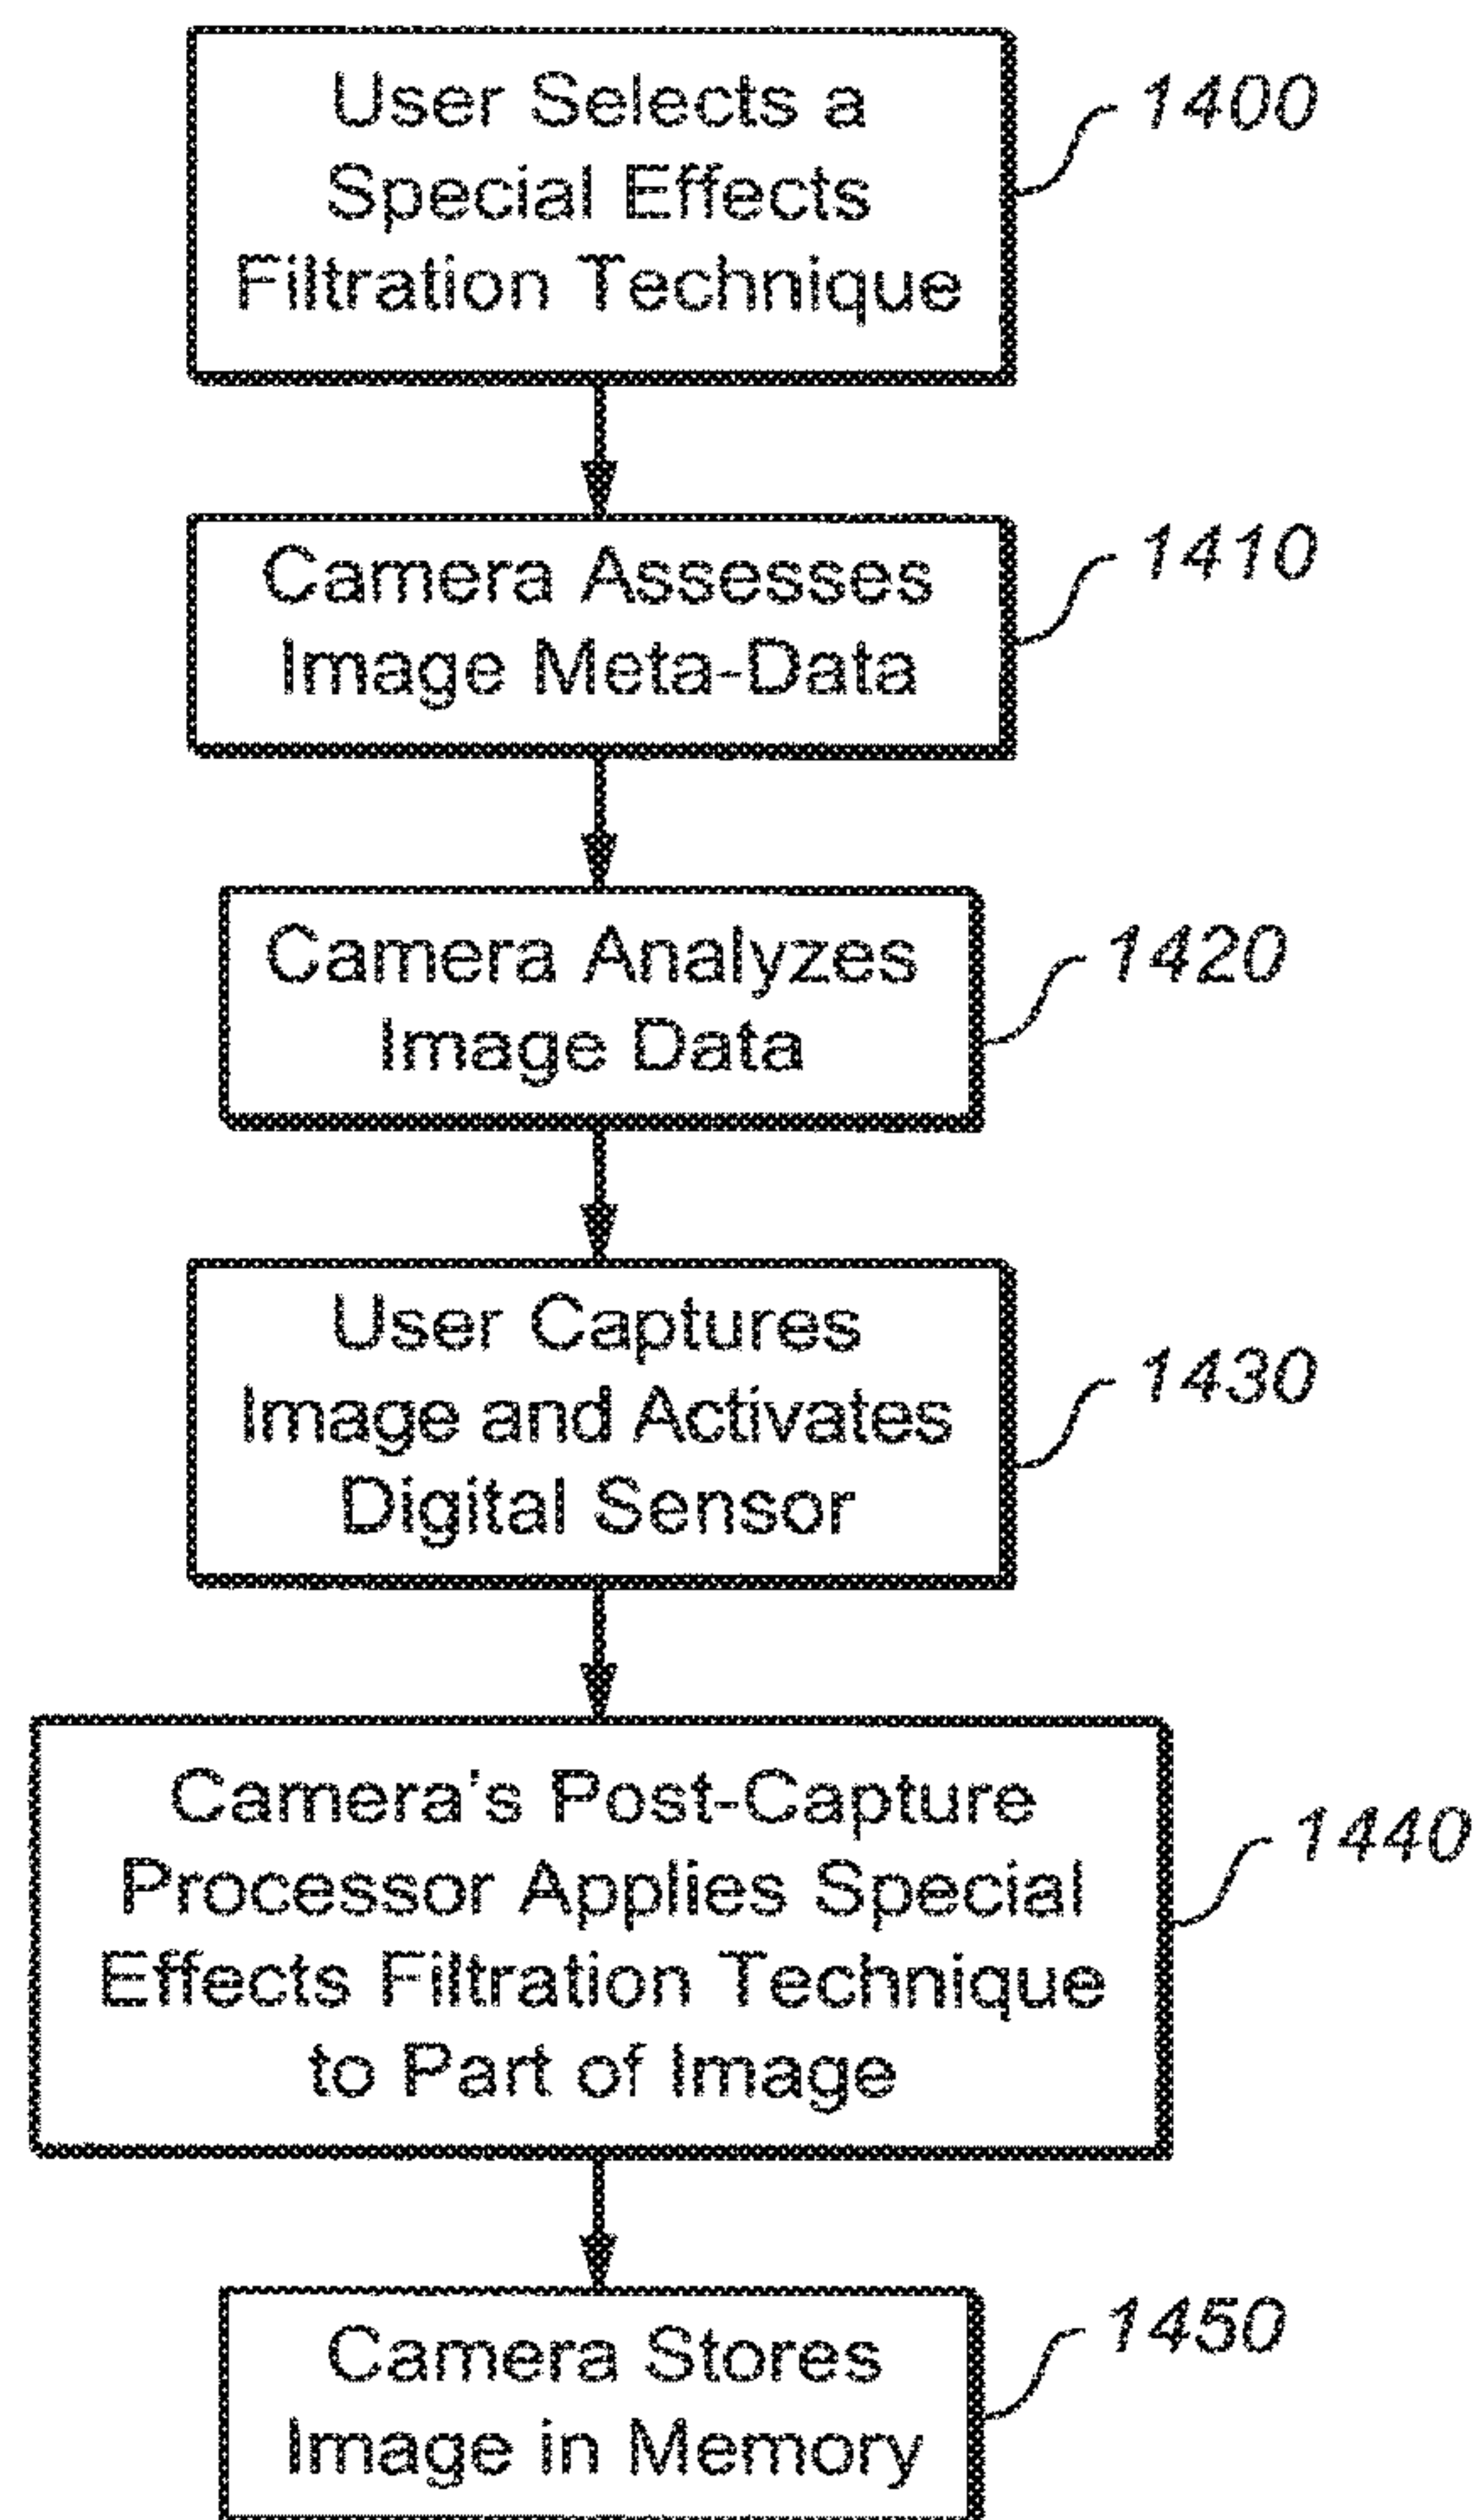 User Selects a
Special Effects
Filtration Technique
1400
Camera Assesses
Image Meta-Data
1410
Camera Analyzes
Image Data
1420
User Captures
Image and Activates
Digital Sensor
1430
Camera's Post-Capture
Processor Applies Special
Effects Filtration Technique
to Part of Image
1440
Camera Stores
Image in Memory
1450